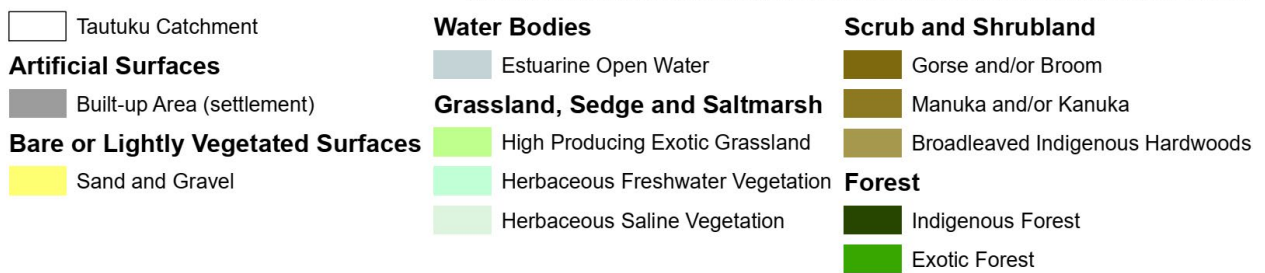 Tautuku Catchment
Artificial Surfaces
Built-up Area (settlement)
Bare or Lightly Vegetated Surfaces
Sand and Gravel
Water Bodies
Estuarine Open Water
Grassland, Sedge and Saltmarsh
High Producing Exotic Grassland
Herbaceous Freshwater Vegetation
Herbaceous Saline Vegetation
Scrub and Shrubland
Gorse and/or Broom
Manuka and/or Kanuka
Broadleaved Indigenous Hardwoods
Forest
Indigenous Forest
Exotic Forest